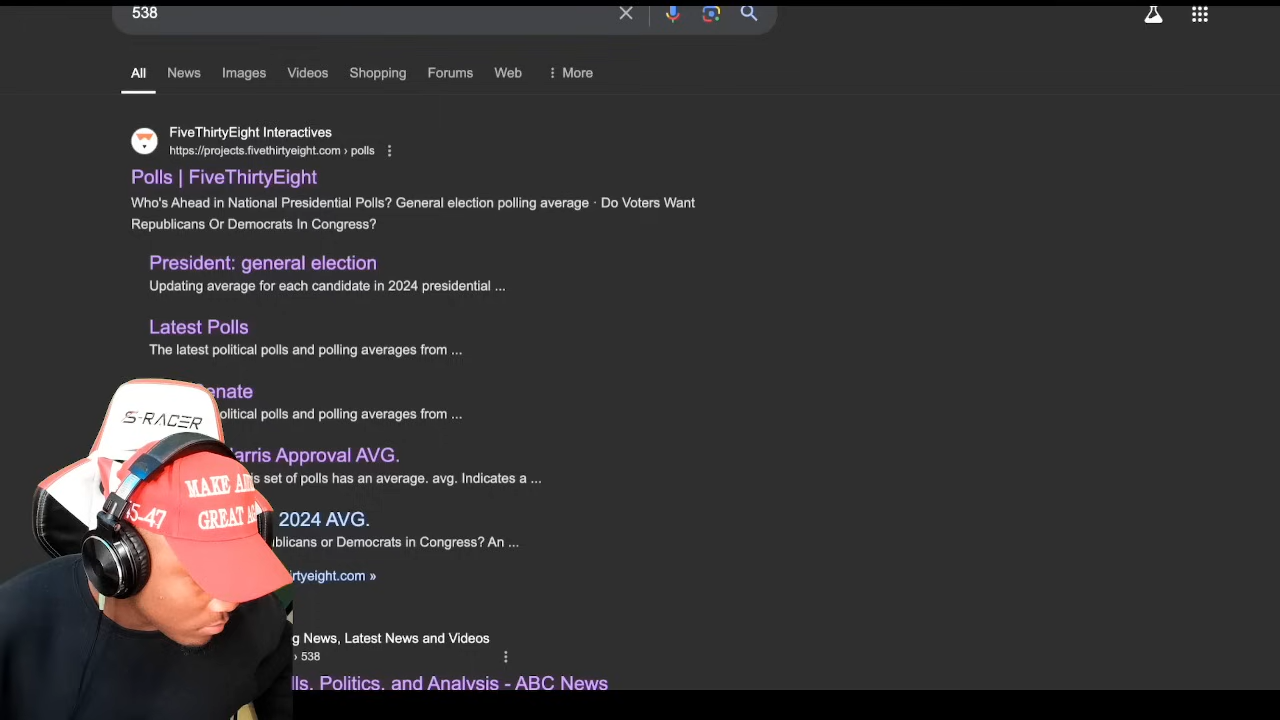 538
All News Images Videos Shopping Forums Web More
FiveThirtyEight Interactives
https://projects.fivethirtyeight.com › polls
Polls | FiveThirtyEight
Who's Ahead in National Presidential Polls? General election polling average · Do Voters Want
Republicans Or Democrats In Congress?
President: general election
Updating average for each candidate in 2024 presidential ...
Latest Polls
The latest political polls and polling averages from ...
enate
olitical polls and polling averages from ...
arris Approval AVG.
is set of polls has an average. avg. Indicates a ...
2024 AVG.
blicans or Democrats in Congress? An ...
irtyeight.com »
g News, Latest News and Videos
› 538
lls, Politics, and Analysis - ABC News
S-RACER
MAKE
GREAT
45-47